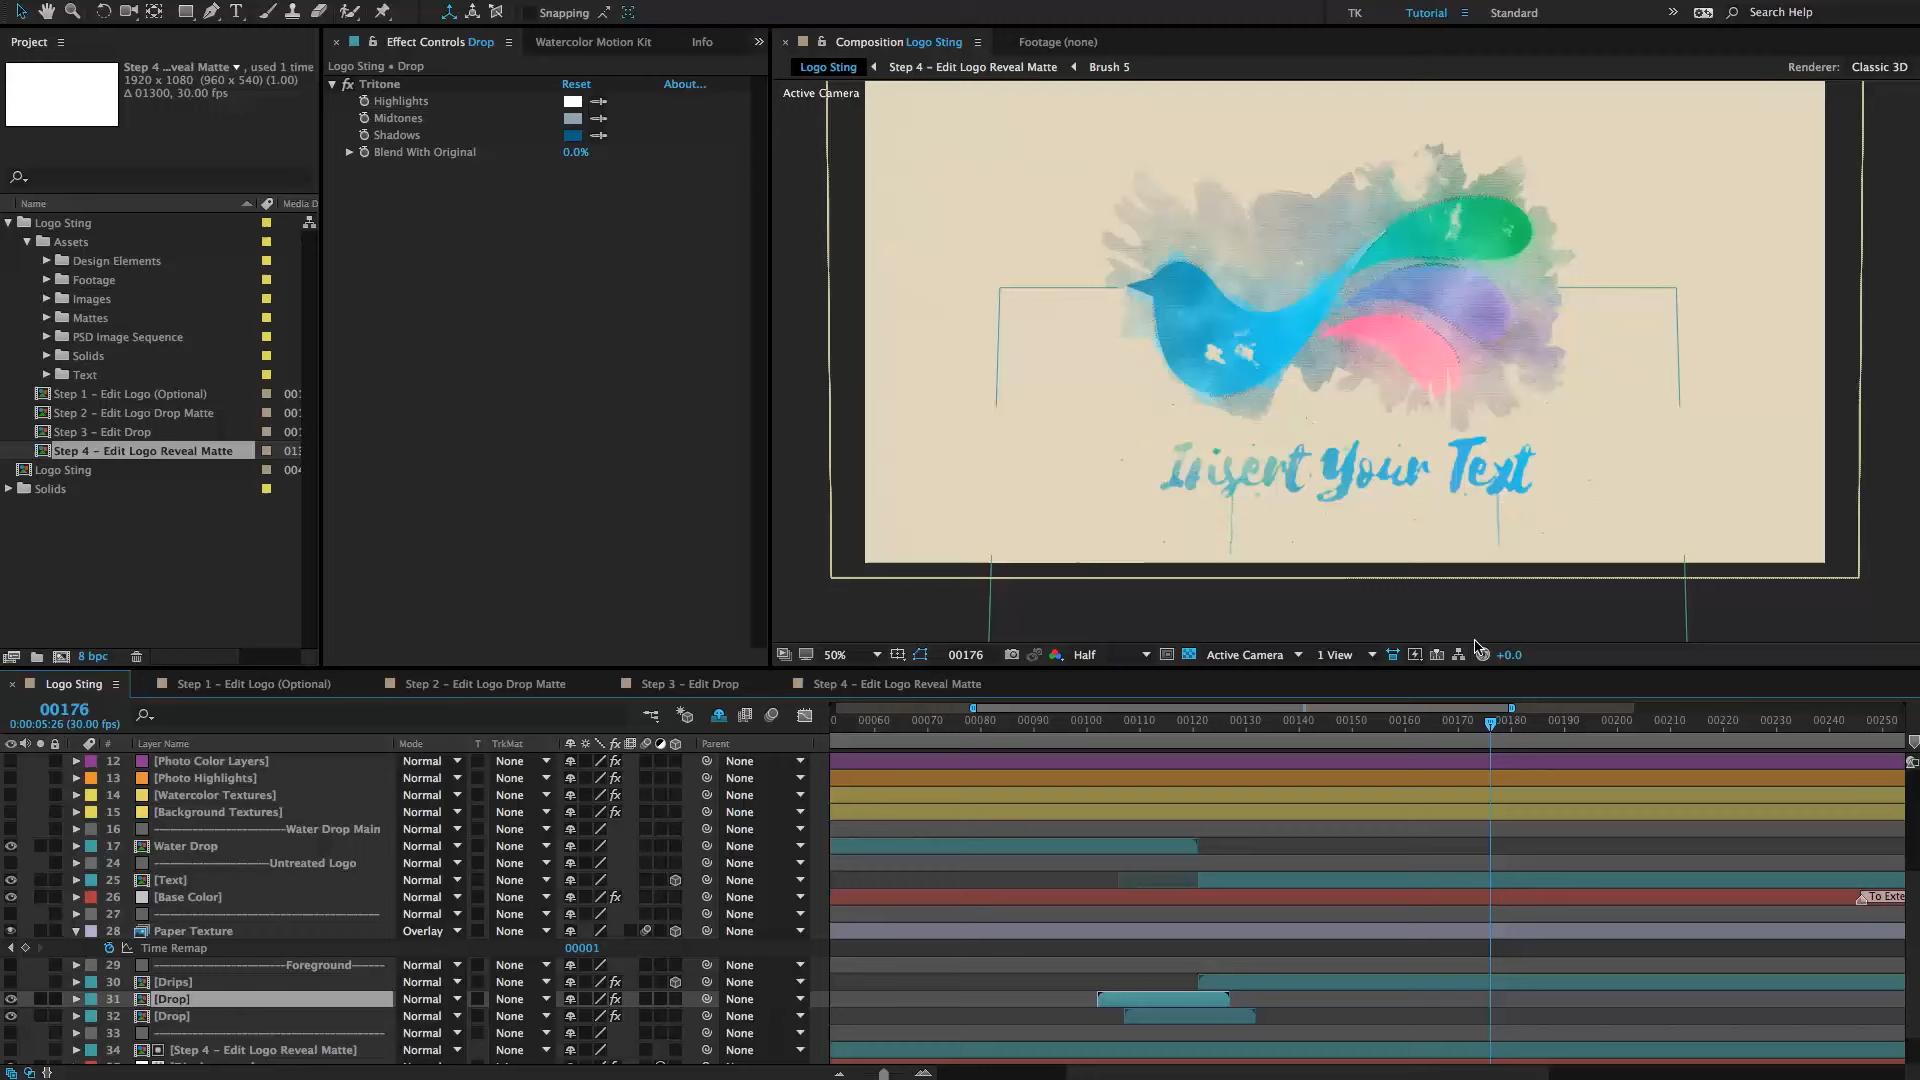 Snapping
TK
Tutorial
Standard
Search Help
Project
Effect Controls Drop
Watercolor Motion Kit
Info
Composition Logo Sting
Footage (none)
Step 4 ...veal Matte , used 1 time
1920 x 1080 (960 x 540) (1.00)
Δ 01300, 30.00 fps
Logo Sting • Drop
Logo Sting
Step 4 – Edit Logo Reveal Matte
Brush 5
Renderer:
Classic 3D
Tritone
Reset
About...
Highlights
Midtones
Shadows
Blend With Original
0.0%
Active Camera
Name
Media D
Logo Sting
Assets
Design Elements
Footage
Images
Mattes
PSD Image Sequence
Solids
Text
Step 1 – Edit Logo (Optional) 00
Step 2 – Edit Logo Drop Matte 00
Step 3 – Edit Drop 00
Step 4 – Edit Logo Reveal Matte 01
Logo Sting 00
Solids
Insert Your Text
8 bpc
50%
00176
Half
Active Camera
1 View
+0.0
Logo Sting
Step 1 – Edit Logo (Optional)
Step 2 – Edit Logo Drop Matte
Step 3 – Edit Drop
Step 4 – Edit Logo Reveal Matte
00176
0:00:05:26 (30.00 fps)
0 00060 00070 00080 00090 00100 00110 00120 00130 00140 00150 00160 00170 00180 00190 00200 00210 00220 00230 00240 00250
# Layer Name Mode T TrkMat Parent
12 [Photo Color Layers] Normal None None
13 [Photo Highlights] Normal None None
14 [Watercolor Textures] Normal None None
15 [Background Textures] Normal None None
16 ------------------------Water Drop Main Normal None None
17 Water Drop Normal None None
24 ---------------------Untreated Logo Normal None None
25 [Text] Normal None None
26 [Base Color] Normal None None To Exte
27 ------------------------------------------ Normal None None
28 Paper Texture Overlay None None
Time Remap 00001
29 ------------------------Foreground------ Normal None None
30 [Drips] Normal None None
31 [Drop] Normal None None
32 [Drop] Normal None None
33 ------------------------------------------ Normal None None
34 [Step 4 – Edit Logo Reveal Matte] Normal None None